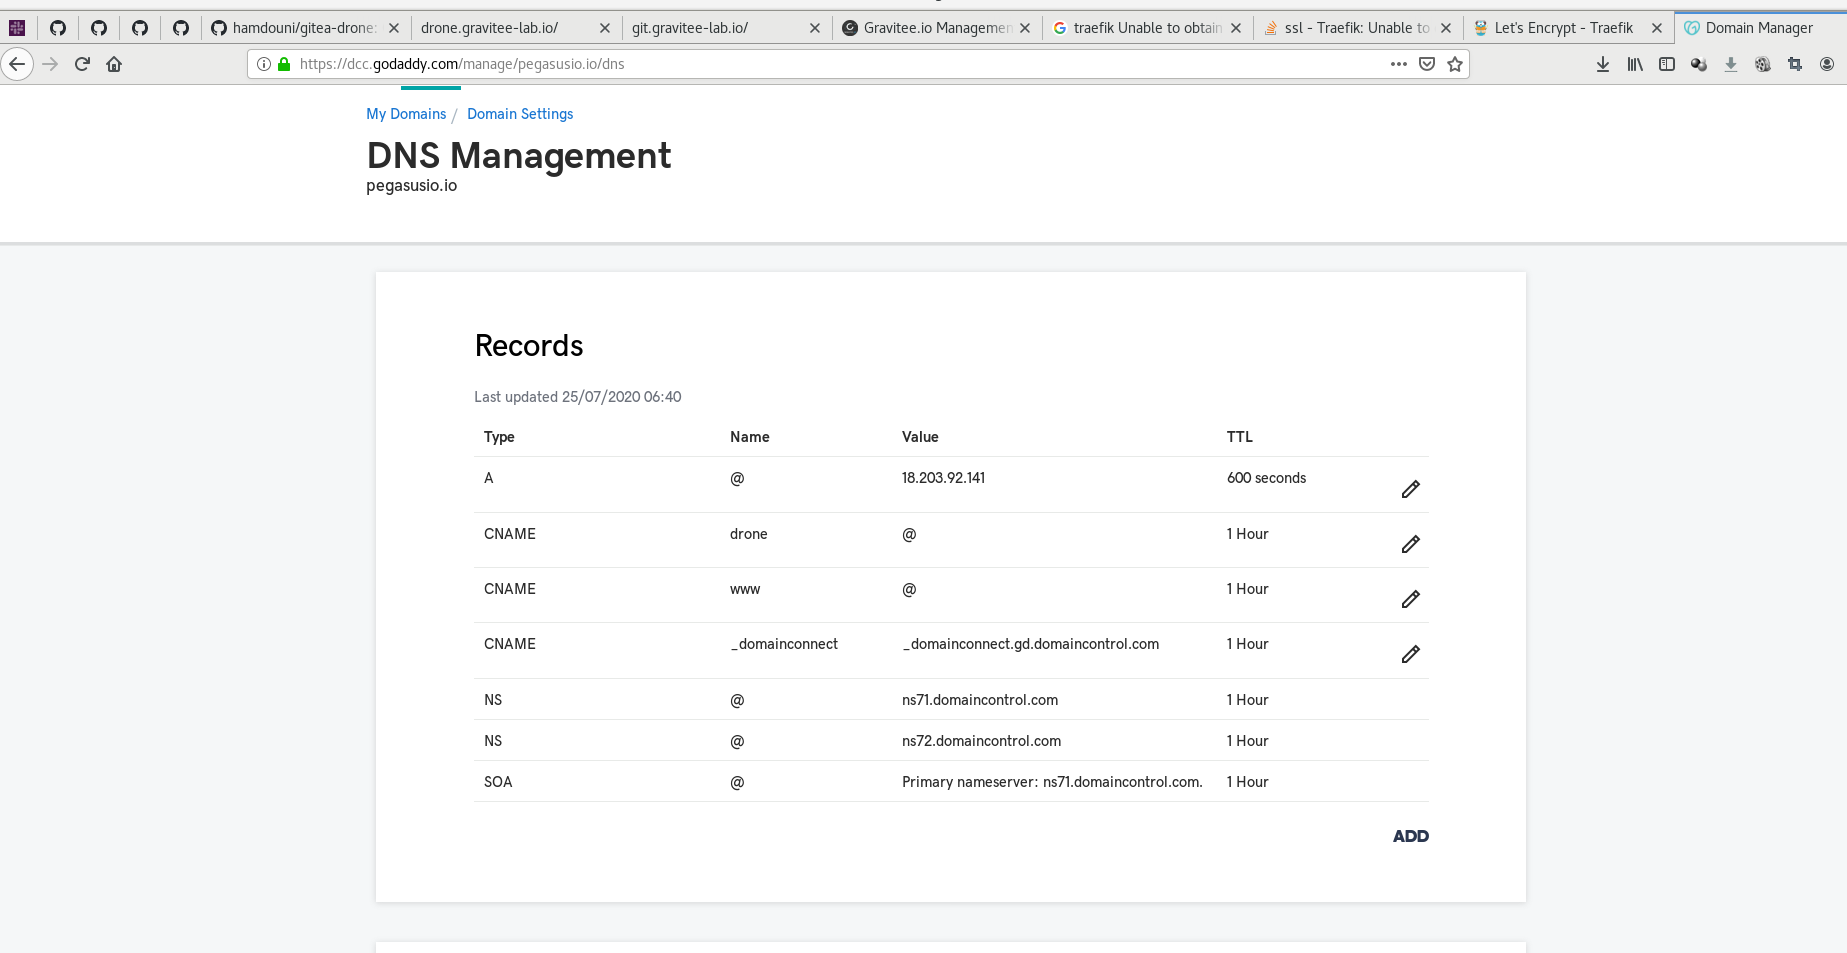 hamdouni/gitea-drone:
drone.gravitee-lab.io/
git.gravitee-lab.io/
Gravitee.io Managemen
traefik Unable to obtain
ssl - Traefik: Unable to
Let's Encrypt - Traefik
Domain Manager
https://dcc.godaddy.com/manage/pegasusio.io/dns
My Domains / Domain Settings
DNS Management
pegasusio.io
Records
Last updated 25/07/2020 06:40
Type Name Value TTL
A @ 18.203.92.141 600 seconds
CNAME drone @ 1 Hour
CNAME www @ 1 Hour
CNAME _domainconnect _domainconnect.gd.domaincontrol.com 1 Hour
NS @ ns71.domaincontrol.com 1 Hour
NS @ ns72.domaincontrol.com 1 Hour
SOA @ Primary nameserver: ns71.domaincontrol.com. 1 Hour
ADD